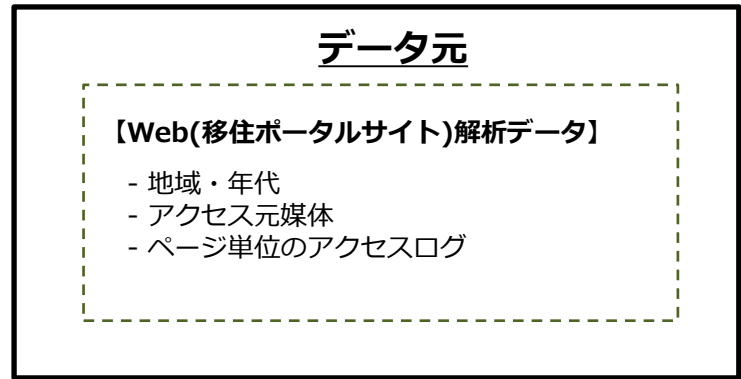 データ元
【Web(移住ポータルサイト)解析データ】
- 地域・年代
- アクセス元媒体
- ページ単位のアクセスログ